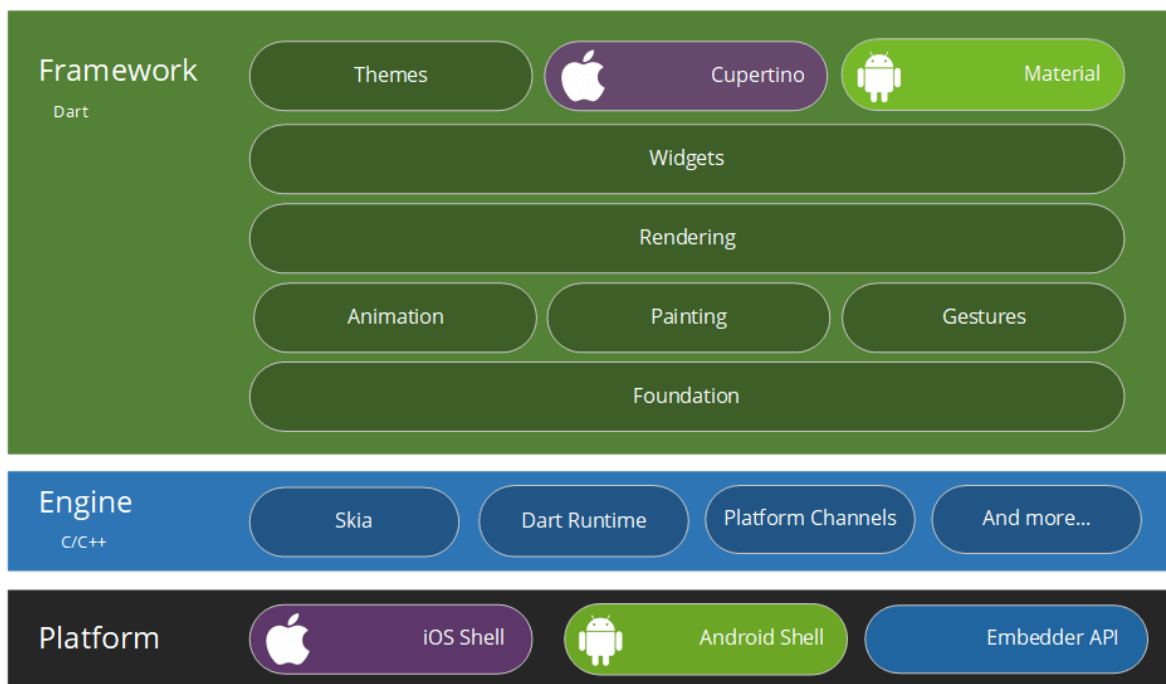 Framework
Dart
Themes
Cupertino
Material
Widgets
Rendering
Animation
Painting
Gestures
Foundation
Engine
C/C++
Skia
Dart Runtime
Platform Channels
And more...
Platform
iOS Shell
Android Shell
Embedder API